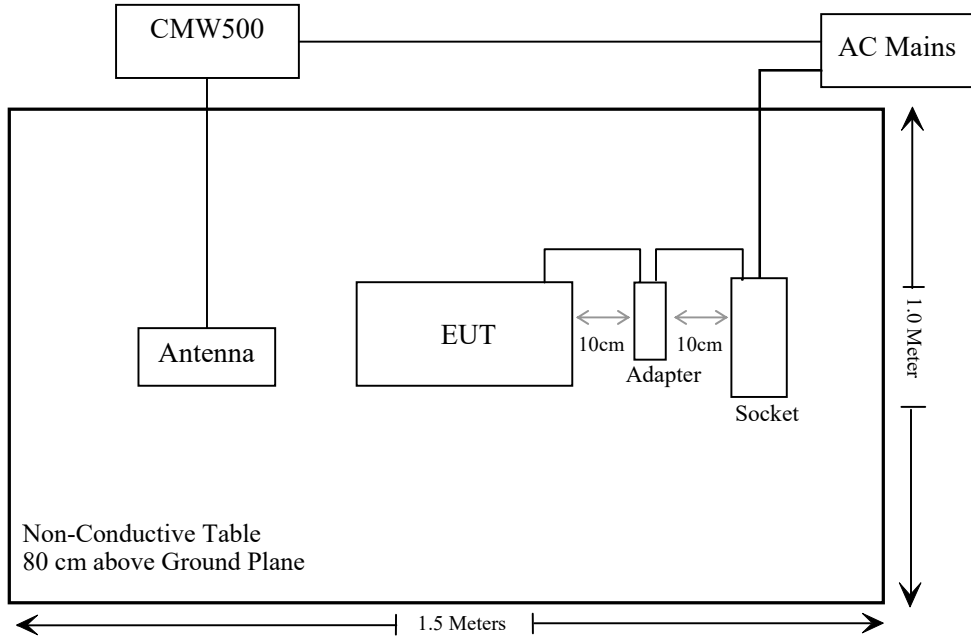 CMW500
AC Mains
EUT
10cm
10cm
Antenna
Adapter
Socket
1.0 Meter
Non-Conductive Table
80 cm above Ground Plane
1.5 Meters